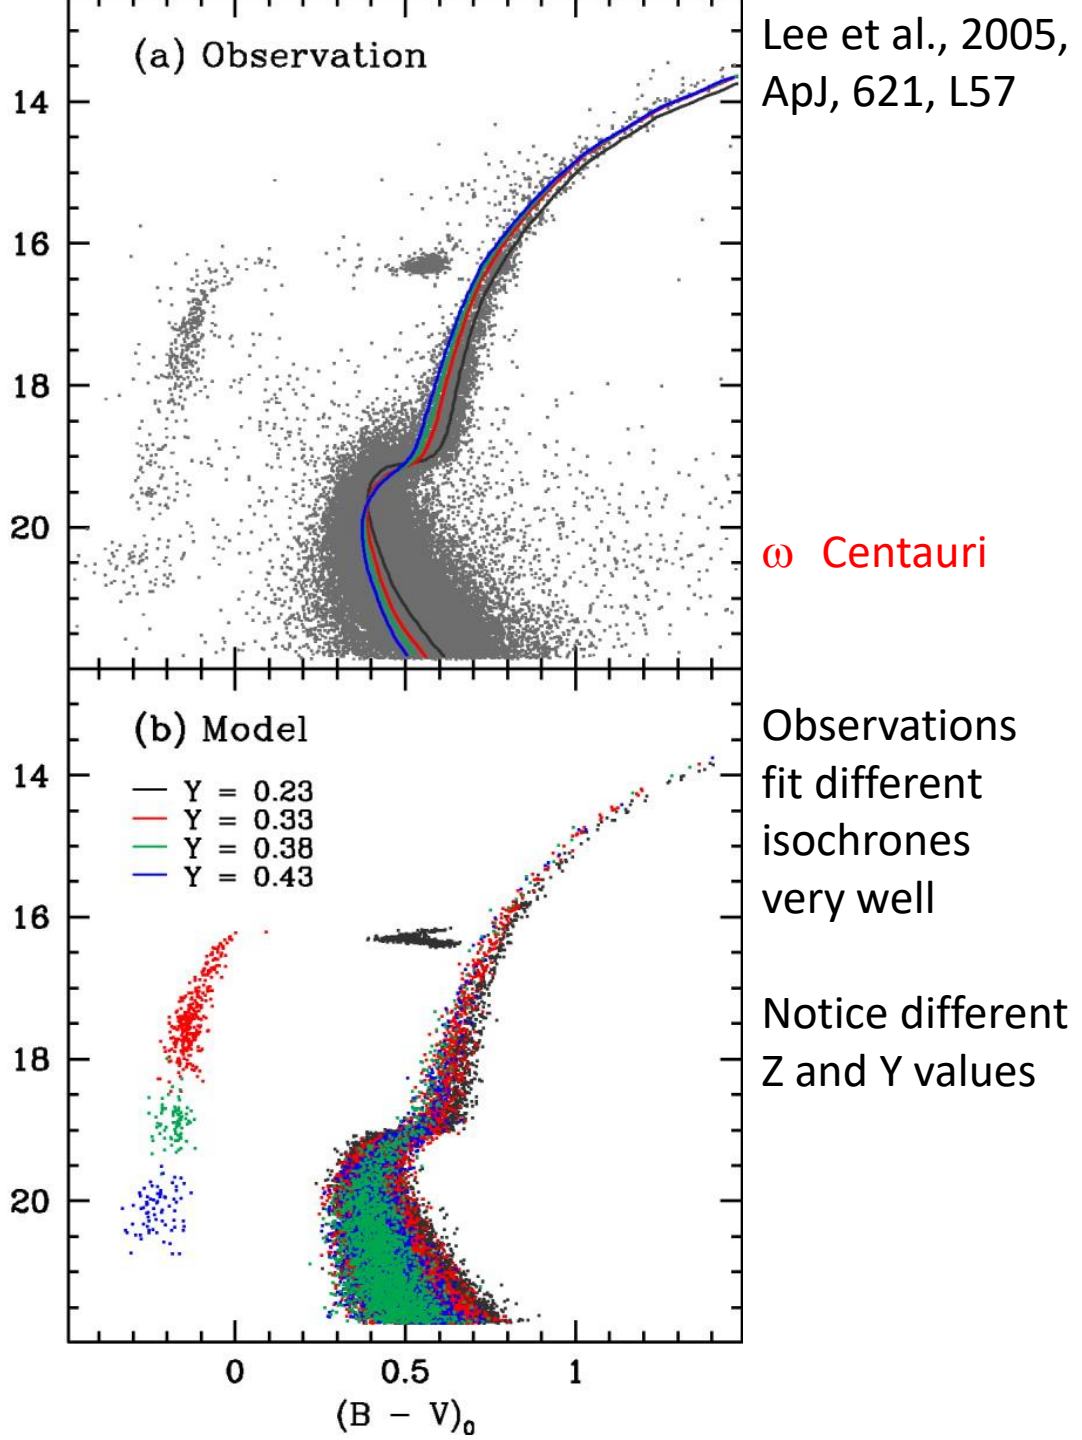 (a) Observation
14
16
18
20
(b) Model
Y = 0.23
Y = 0.33
Y = 0.38
Y = 0.43
14
16
18
20
0 0.5 1
(B - V)₀
Lee et al., 2005,
ApJ, 621, L57
ω Centauri
Observations
fit different
isochrones
very well
Notice different
Z and Y values